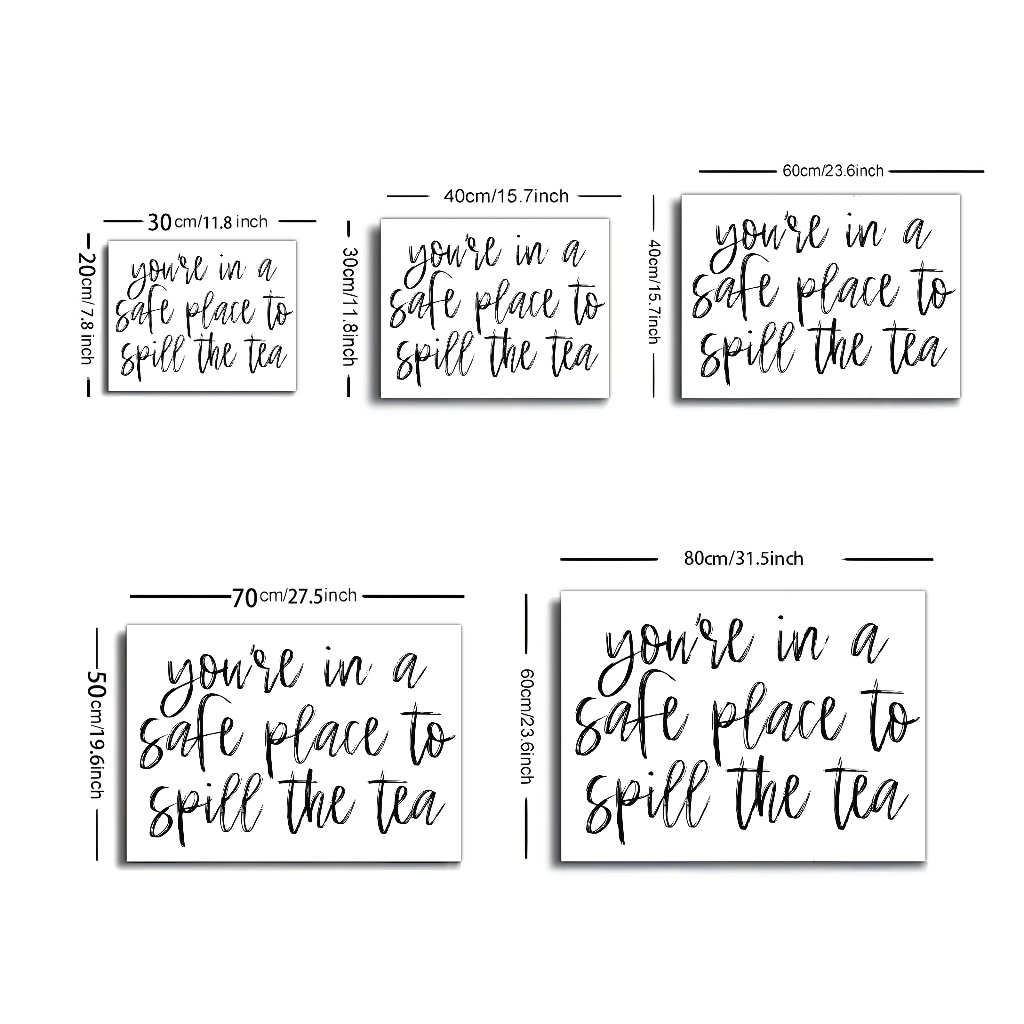 30cm/11.8 inch
20cm/ 7.8 inch
you're in a
safe place to
spill the tea
40cm/15.7inch
30cm/11.8inch
you're in a
safe place to
spill the tea
60cm/23.6inch
40cm/15.7inch
you're in a
safe place to
spill the tea
70cm/27.5inch
50cm/19.6inch
you're in a
safe place to
spill the tea
80cm/31.5inch
60cm/23.6inch
you're in a
safe place to
spill the tea